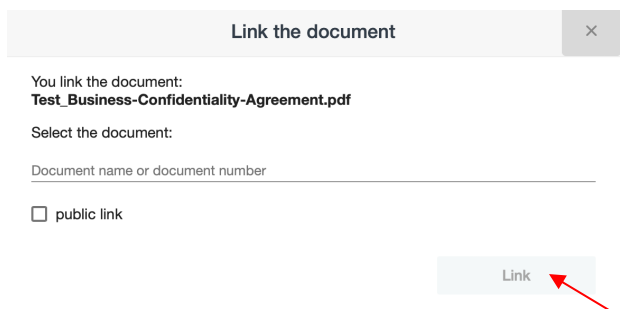 Link the document
You link the document:
Test_Business-Confidentiality-Agreement.pdf
Select the document:
Document name or document number
public link
Link